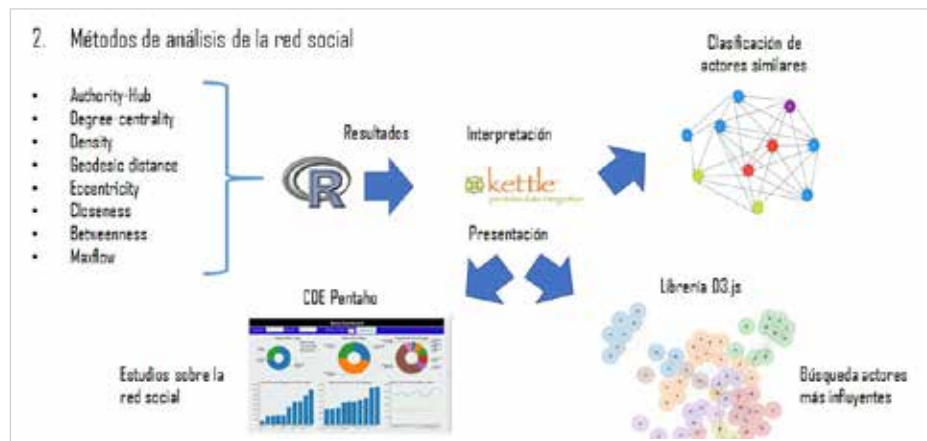 2. Métodos de análisis de la red social
• Authority-Hub
• Degree centrality
• Density
• Geodesic distance
• Eccentricity
• Closeness
• Betweenness
• Maxflow
Resultados
R
Interpretación
kettle
Presentación
Clasificación de
actores similares
CDE Pentaho
Estudios sobre la
red social
Librería D3.js
Búsqueda actores
más influyentes